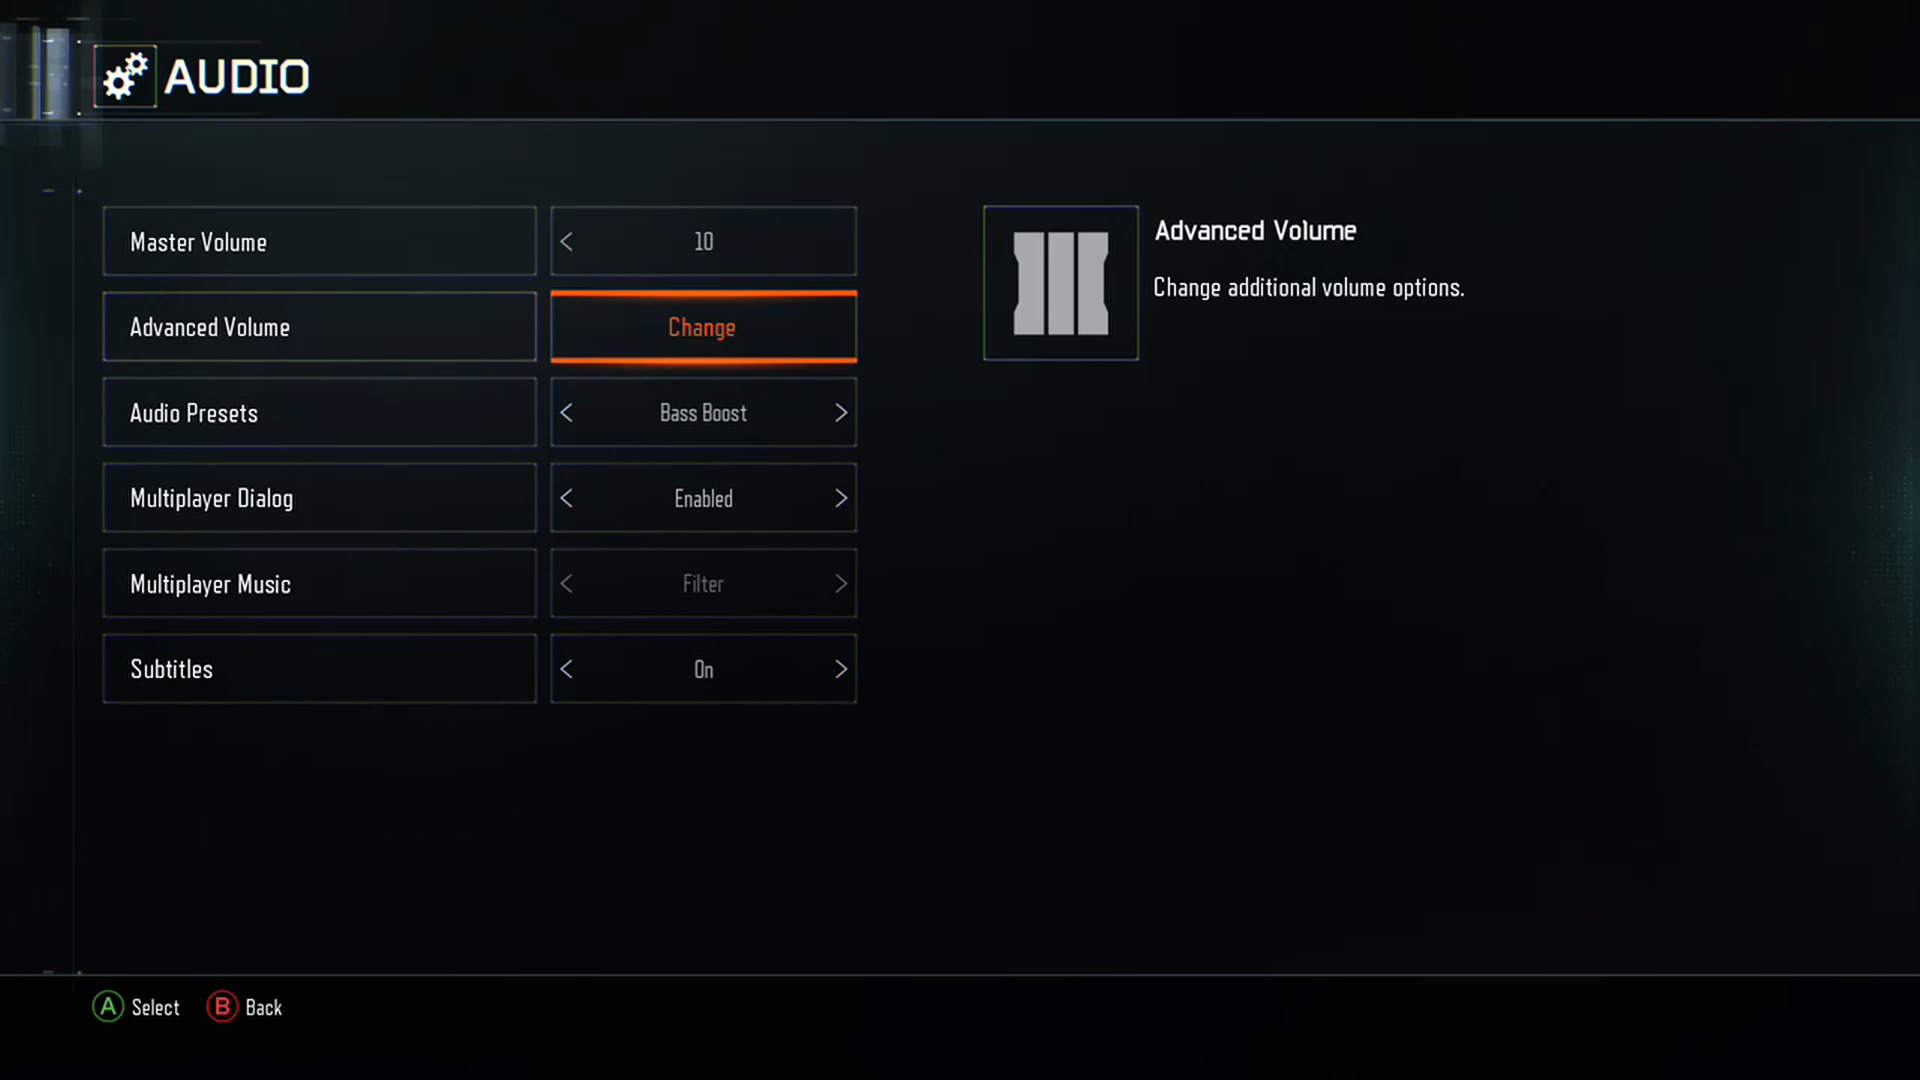 AUDIO
Master Volume
< 10
Advanced Volume
Change
Audio Presets
< Bass Boost >
Multiplayer Dialog
< Enabled >
Multiplayer Music
< Filter >
Subtitles
< On >
Advanced Volume
Change additional volume options.
A Select B Back